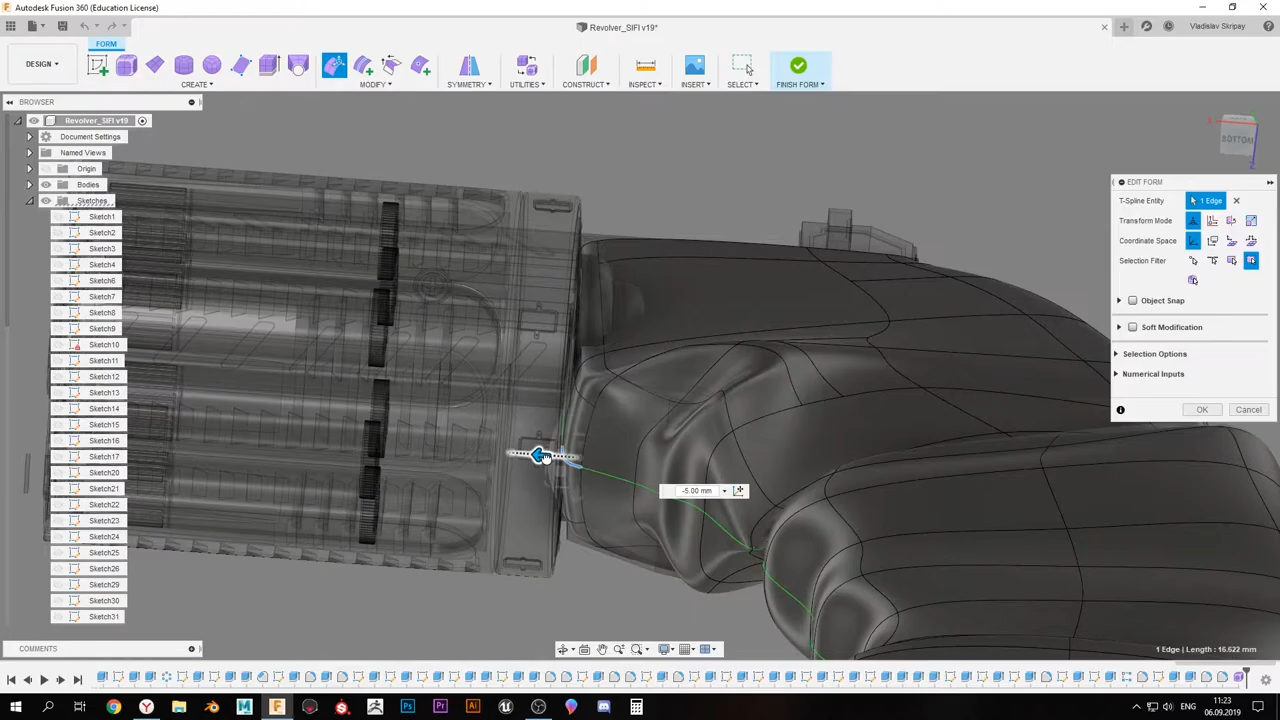 Autodesk Fusion 360 (Education License)
Revolver_SIFI v19*
Vladislav Skripay
FORM
DESIGN
CREATE
MODIFY
SYMMETRY
UTILITIES
CONSTRUCT
INSPECT
INSERT
SELECT
FINISH FORM
BROWSER
Revolver_SIFI v19
Document Settings
Named Views
Origin
Bodies
Sketches
Sketch1
Sketch2
Sketch3
Sketch4
Sketch6
Sketch7
Sketch8
Sketch9
Sketch10
Sketch11
Sketch12
Sketch13
Sketch14
Sketch15
Sketch16
Sketch17
Sketch20
Sketch21
Sketch22
Sketch23
Sketch24
Sketch25
Sketch26
Sketch29
Sketch30
Sketch31
BOTTOM
X
Z
EDIT FORM
T-Spline Entity 1 Edge
Transform Mode
Coordinate Space
Selection Filter
Object Snap
Soft Modification
Selection Options
Numerical Inputs
OK Cancel
-5.00 mm
COMMENTS
1 Edge | Length : 16.622 mm
11:23
06.09.2019